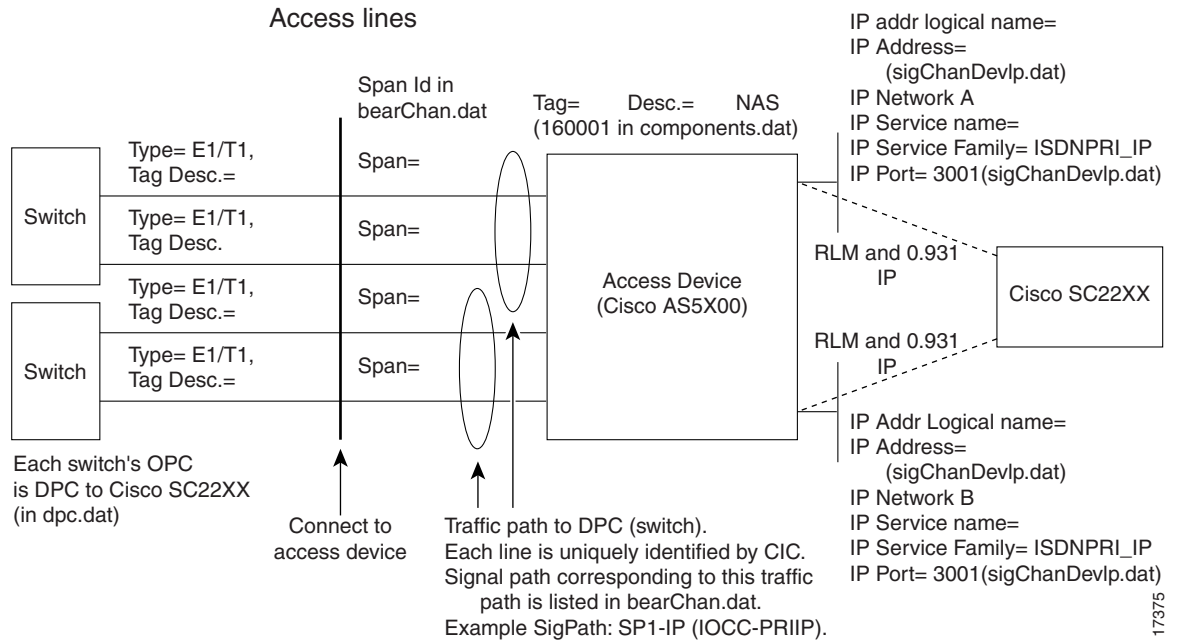 Access lines
IP addr logical name=
IP Address=
(sigChanDevlp.dat)
IP Network A
IP Service name=
IP Service Family= ISDNPRI_IP
IP Port= 3001(sigChanDevlp.dat)
Span Id in
bearChan.dat
Tag= Desc.= NAS
(160001 in components.dat)
Switch
Type= E1/T1,
Tag Desc.=
Span=
Type= E1/T1,
Tag Desc.
Span=
Switch
Type= E1/T1,
Tag Desc.=
Span=
Type= E1/T1,
Tag Desc.=
Span=
Access Device
(Cisco AS5X00)
RLM and 0.931
IP
Cisco SC22XX
RLM and 0.931
IP
IP Addr Logical name=
IP Address=
(sigChanDevlp.dat)
IP Network B
IP Service name=
IP Service Family= ISDNPRI_IP
IP Port= 3001(sigChanDevlp.dat)
Each switch's OPC
is DPC to Cisco SC22XX
(in dpc.dat)
Connect to
access device
Traffic path to DPC (switch).
Each line is uniquely identified by CIC.
Signal path corresponding to this traffic
path is listed in bearChan.dat.
Example SigPath: SP1-IP (IOCC-PRIIP).
17375